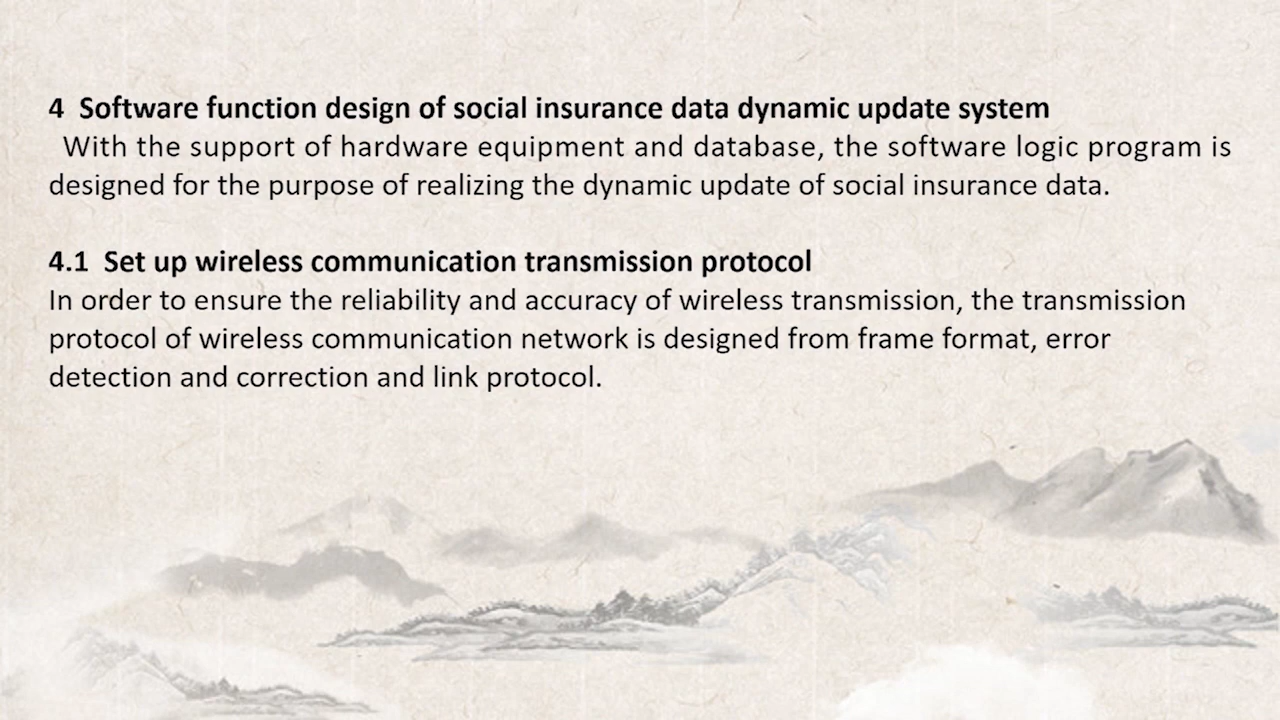 4 Software function design of social insurance data dynamic update system
With the support of hardware equipment and database, the software logic program is
designed for the purpose of realizing the dynamic update of social insurance data.
4.1 Set up wireless communication transmission protocol
In order to ensure the reliability and accuracy of wireless transmission, the transmission
protocol of wireless communication network is designed from frame format, error
detection and correction and link protocol.